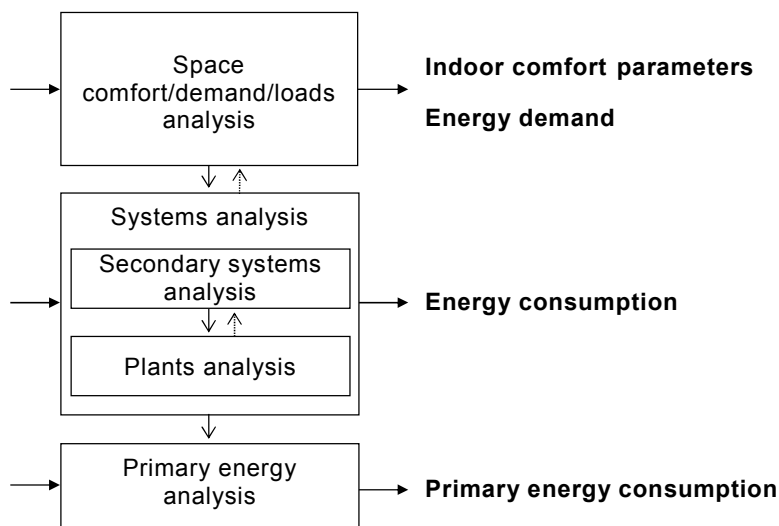 Space
comfort/demand/loads
analysis
Indoor comfort parameters
Energy demand
Systems analysis
Secondary systems
analysis
Energy consumption
Plants analysis
Primary energy
analysis
Primary energy consumption